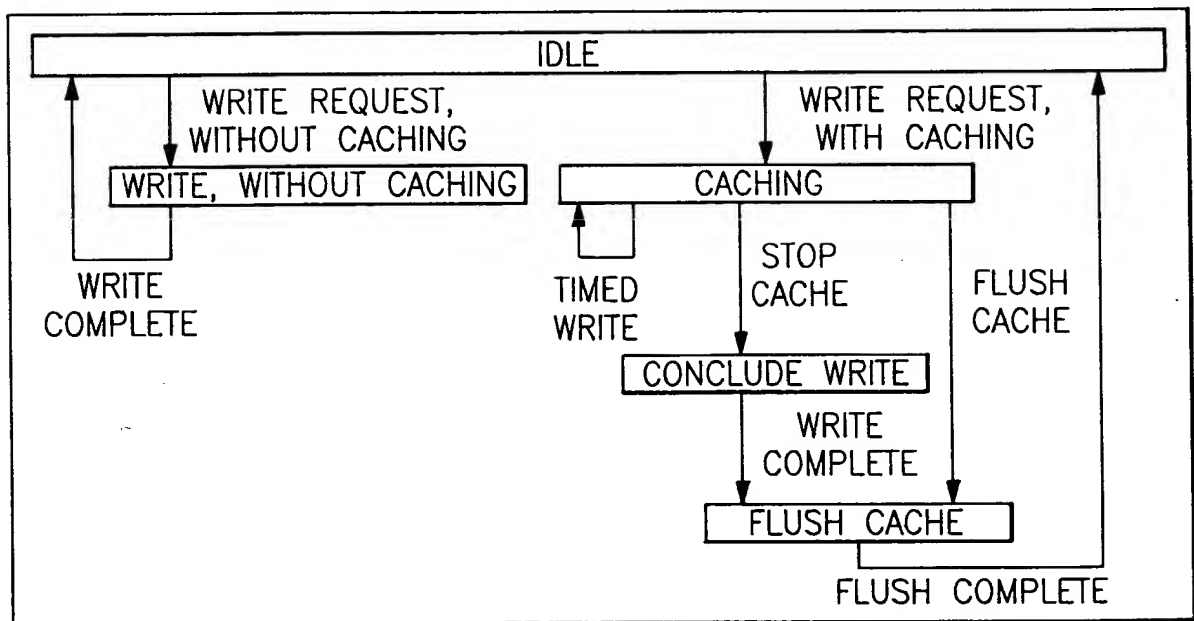 IDLE
WRITE REQUEST,
WITHOUT CACHING
WRITE REQUEST,
WITH CACHING
WRITE, WITHOUT CACHING
CACHING
WRITE
COMPLETE
TIMED
WRITE
STOP
CACHE
FLUSH
CACHE
CONCLUDE WRITE
WRITE
COMPLETE
FLUSH CACHE
FLUSH COMPLETE